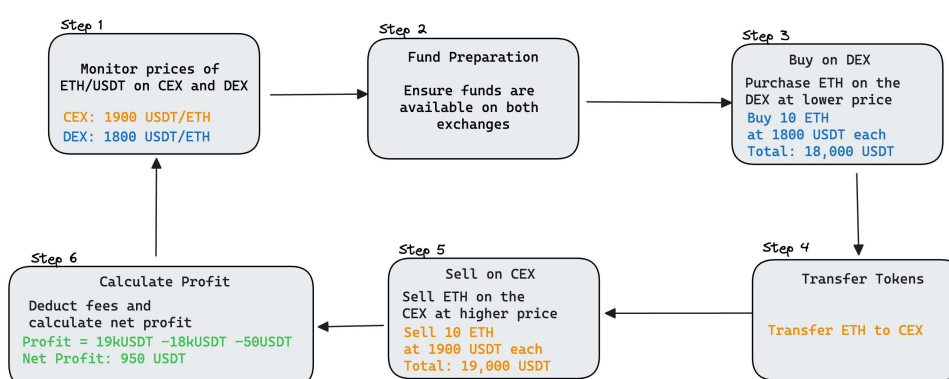 Step 1
Monitor prices of
ETH/USDT on CEX and DEX
CEX: 1900 USDT/ETH
DEX: 1800 USDT/ETH
Step 2
Fund Preparation
Ensure funds are
available on both
exchanges
Step 3
Buy on DEX
Purchase ETH on the
DEX at lower price
Buy 10 ETH
at 1800 USDT each
Total: 18,000 USDT
Step 4
Transfer Tokens
Transfer ETH to CEX
Step 5
Sell on CEX
Sell ETH on the
CEX at higher price
Sell 10 ETH
at 1900 USDT each
Total: 19,000 USDT
Step 6
Calculate Profit
Deduct fees and
calculate net profit
Profit = 19kUSDT -18kUSDT -50USDT
Net Profit: 950 USDT